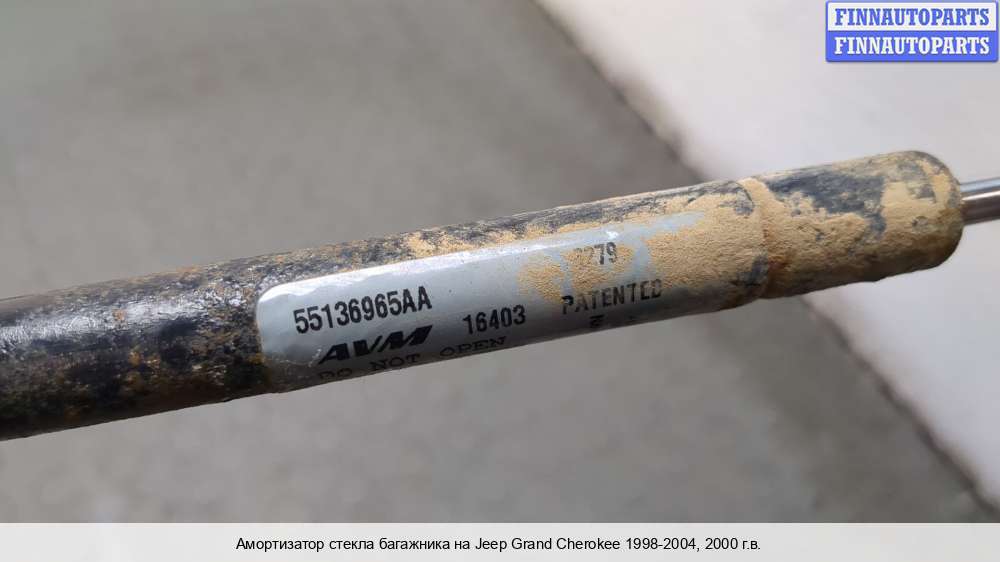 FINNAUTOPARTS
FINNAUTOPARTS
55136965AA
16403
PATENTED
AVM
DO NOT OPEN
Амортизатор стекла багажника на Jeep Grand Cherokee 1998-2004, 2000 г.в.